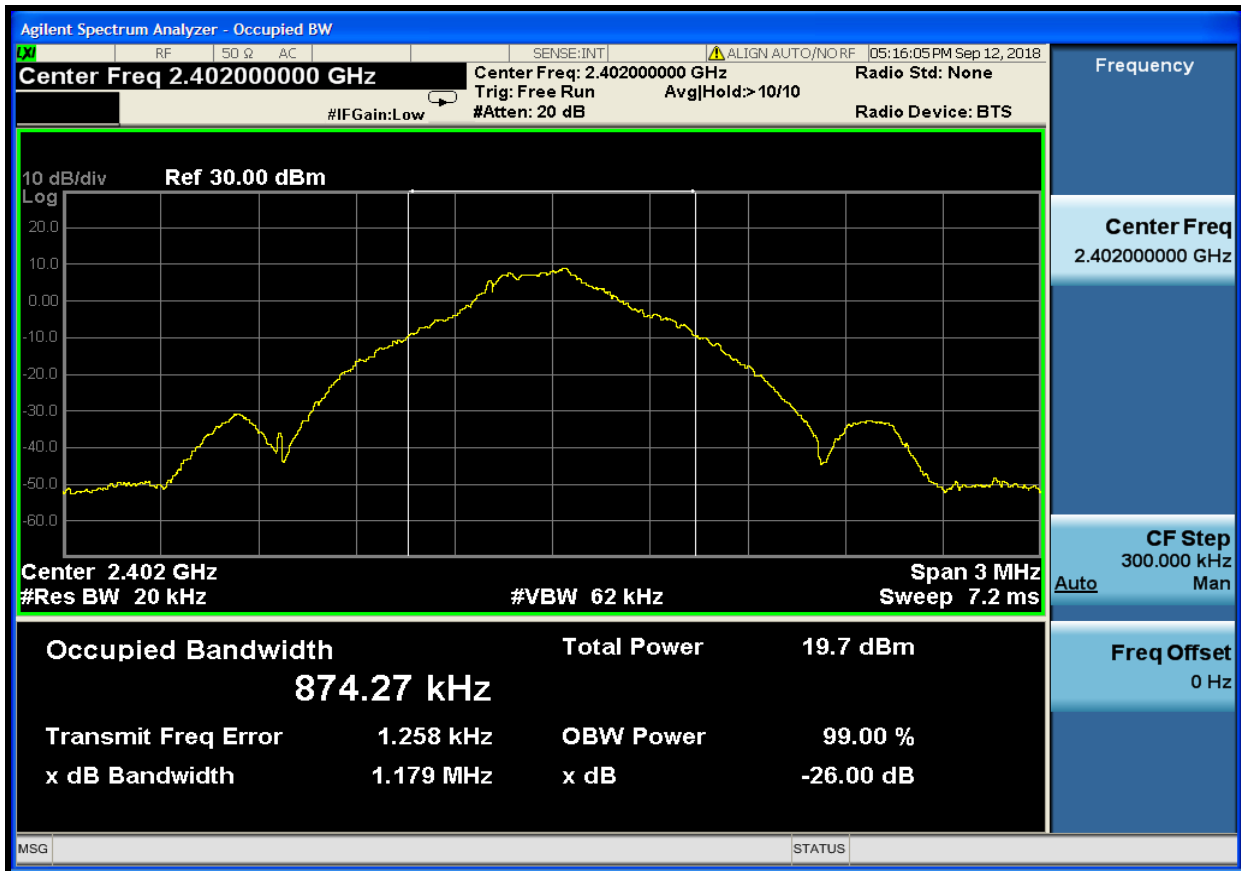 Agilent Spectrum Analyzer - Occupied BW
LXI RF 50 Ω AC SENSE:INT ALIGN AUTO/NO RF 05:16:05 PM Sep 12, 2018
Center Freq 2.402000000 GHz
Center Freq: 2.402000000 GHz Radio Std: None
Trig: Free Run Avg|Hold:>10/10
#IFGain:Low #Atten: 20 dB Radio Device: BTS
10 dB/div Ref 30.00 dBm
Log
20.0
10.0
0.00
-10.0
-20.0
-30.0
-40.0
-50.0
-60.0
Center 2.402 GHz Span 3 MHz
#Res BW 20 kHz #VBW 62 kHz Sweep 7.2 ms
Occupied Bandwidth Total Power 19.7 dBm
874.27 kHz
Transmit Freq Error 1.258 kHz OBW Power 99.00 %
x dB Bandwidth 1.179 MHz x dB -26.00 dB
MSG STATUS
Frequency
Center Freq
2.402000000 GHz
CF Step
300.000 kHz
Auto Man
Freq Offset
0 Hz